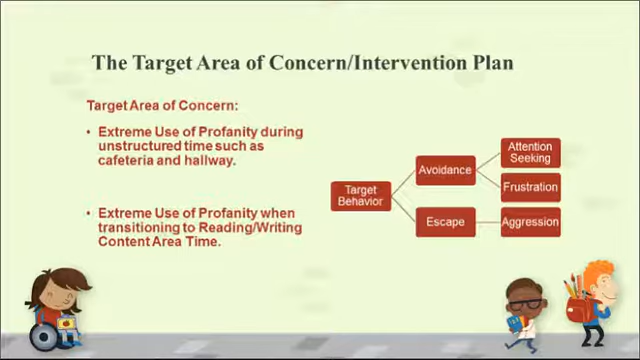 The Target Area of Concern/Intervention Plan
Target Area of Concern:
• Extreme Use of Profanity during
unstructured time such as
cafeteria and hallway.
• Extreme Use of Profanity when
transitioning to Reading/Writing
Content Area Time.
Target
Behavior
Avoidance
Attention
Seeking
Frustration
Escape
Aggression